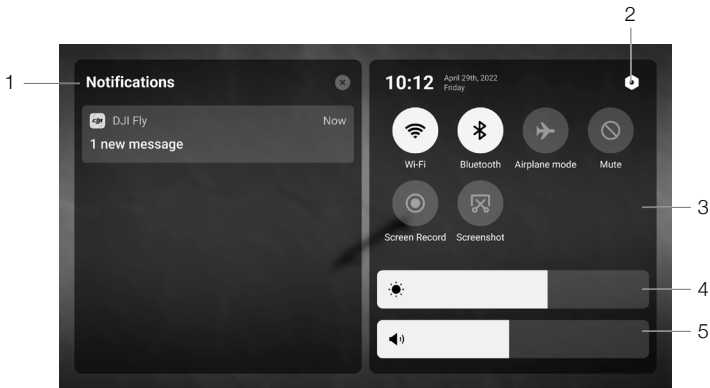 2
1
Notifications
dji DJI Fly Now
1 new message
10:12
April 29th, 2022
Friday
Wi-Fi Bluetooth Airplane mode Mute
3
Screen Record Screenshot
4
5